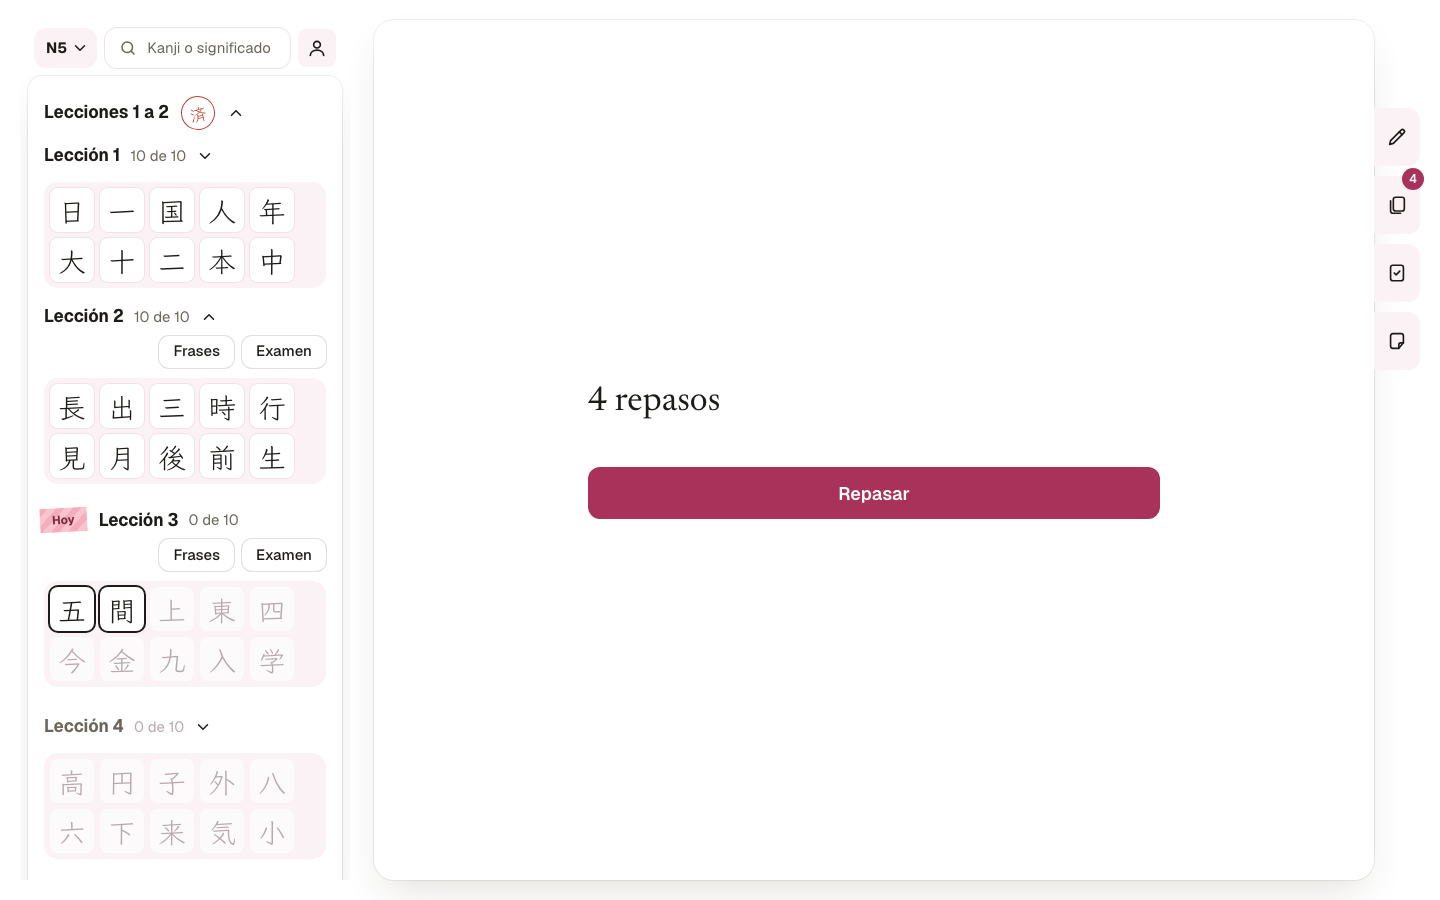 N5
Kanji o significado
Lecciones 1 a 2
済
Lección 1 10 de 10
日 一 国 人 年
大 十 二 本 中
Lección 2 10 de 10
Frases Examen
長 出 三 時 行
見 月 後 前 生
Hoy Lección 3 0 de 10
Frases Examen
五 間 上 東 四
今 金 九 入 学
Lección 4 0 de 10
高 円 子 外 八
六 下 来 気 小
4 repasos
Repasar
4